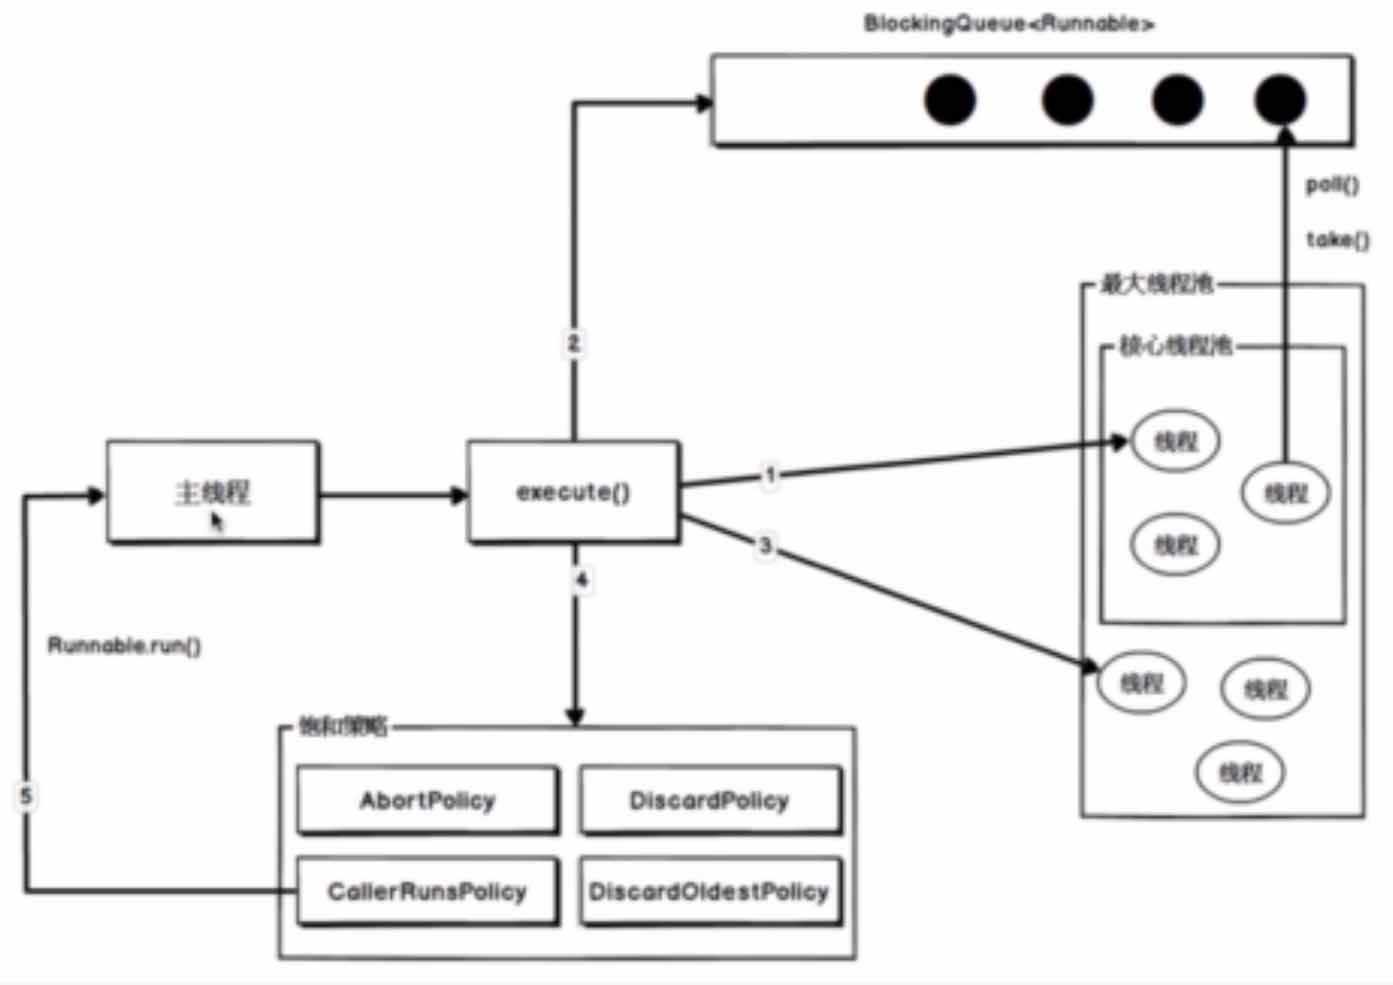 BlockingQueue<Runnable>
poll()
take()
最大线程池
核心线程池
2
线程
主线程
execute()
1
线程
3
线程
4
Runnable.run()
线程
线程
饱和策略
线程
5
AbortPolicy
DiscardPolicy
CallerRunsPolicy
DiscardOldestPolicy